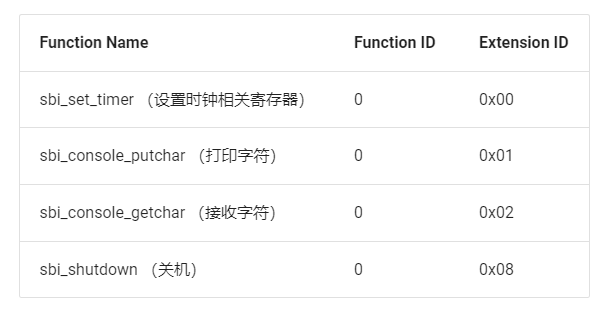 Function Name Function ID Extension ID
sbi_set_timer （设置时钟相关寄存器） 0 0x00
sbi_console_putchar （打印字符） 0 0x01
sbi_console_getchar （接收字符） 0 0x02
sbi_shutdown （关机） 0 0x08